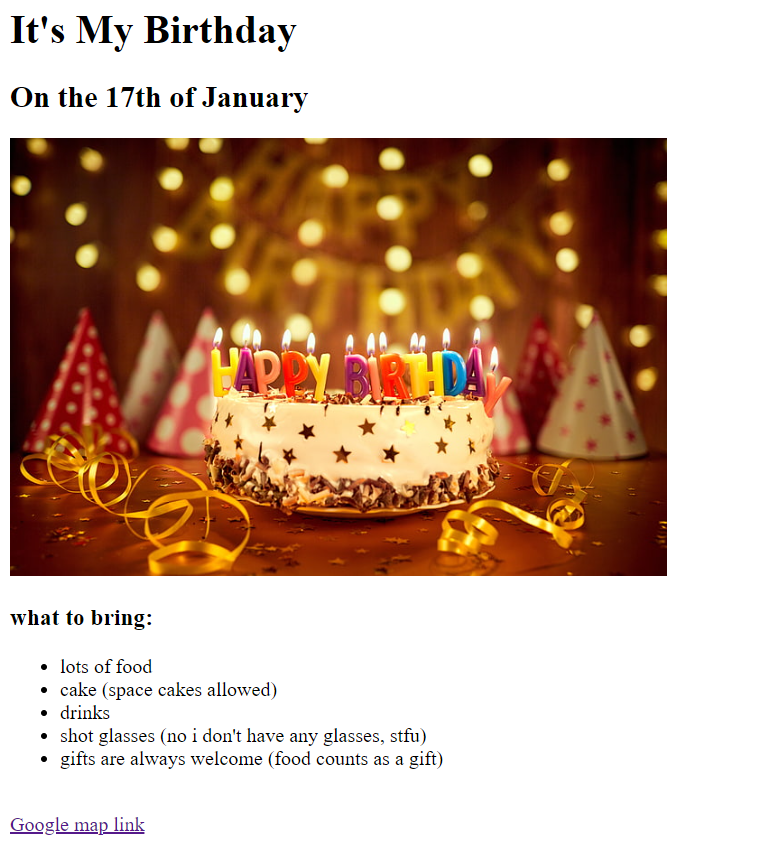 It's My Birthday
On the 17th of January
HAPPY
BIRTHDAY
HAPPY BIRTHDAY
what to bring:
lots of food
cake (space cakes allowed)
drinks
shot glasses (no i don't have any glasses, stfu)
gifts are always welcome (food counts as a gift)
Google map link